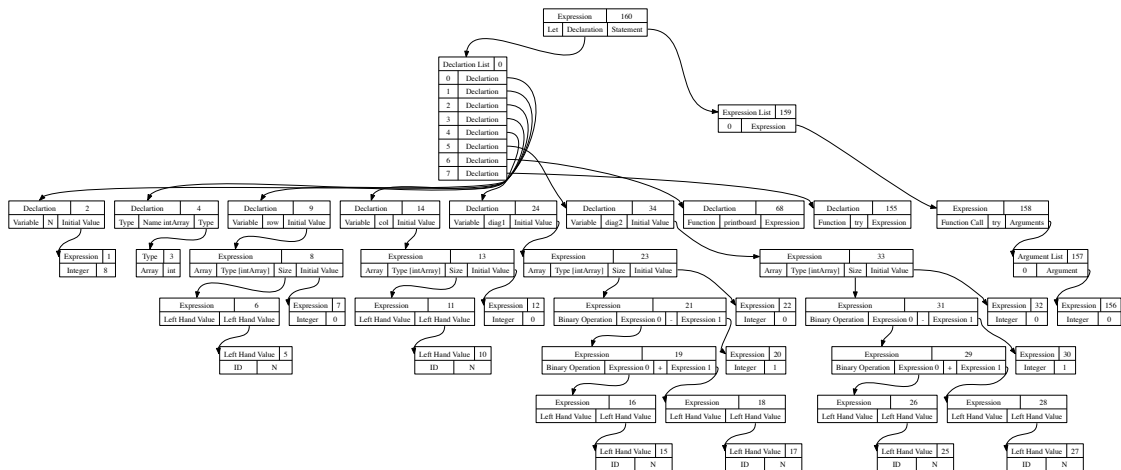 Expression 160
Let Declaration Statement
Declartion List 0
0 Declartion
1 Declartion
2 Declartion
3 Declartion
4 Declartion
5 Declartion
6 Declartion
7 Declartion
Expression List 159
0 Expression
Declartion 2
Variable N Initial Value
Declartion 4
Type Name intArray Type
Declartion 9
Variable row Initial Value
Declartion 14
Variable col Initial Value
Declartion 24
Variable diag1 Initial Value
Declartion 34
Variable diag2 Initial Value
Declartion 68
Function printboard Expression
Declartion 155
Function try Expression
Expression 158
Function Call try Arguments
Expression 1
Integer 8
Type 3
Array int
Expression 8
Array Type [intArray] Size Initial Value
Expression 13
Array Type [intArray] Size Initial Value
Expression 23
Array Type [intArray] Size Initial Value
Expression 33
Array Type [intArray] Size Initial Value
Argument List 157
0 Argument
Expression 6
Left Hand Value Left Hand Value
Expression 7
Integer 0
Expression 11
Left Hand Value Left Hand Value
Expression 12
Integer 0
Expression 21
Binary Operation Expression 0 - Expression 1
Expression 22
Integer 0
Expression 31
Binary Operation Expression 0 - Expression 1
Expression 32
Integer 0
Expression 156
Integer 0
Left Hand Value 5
ID N
Left Hand Value 10
ID N
Expression 19
Binary Operation Expression 0 + Expression 1
Expression 20
Integer 1
Expression 29
Binary Operation Expression 0 + Expression 1
Expression 30
Integer 1
Expression 16
Left Hand Value Left Hand Value
Expression 18
Left Hand Value Left Hand Value
Expression 26
Left Hand Value Left Hand Value
Expression 28
Left Hand Value Left Hand Value
Left Hand Value 15
ID N
Left Hand Value 17
ID N
Left Hand Value 25
ID N
Left Hand Value 27
ID N